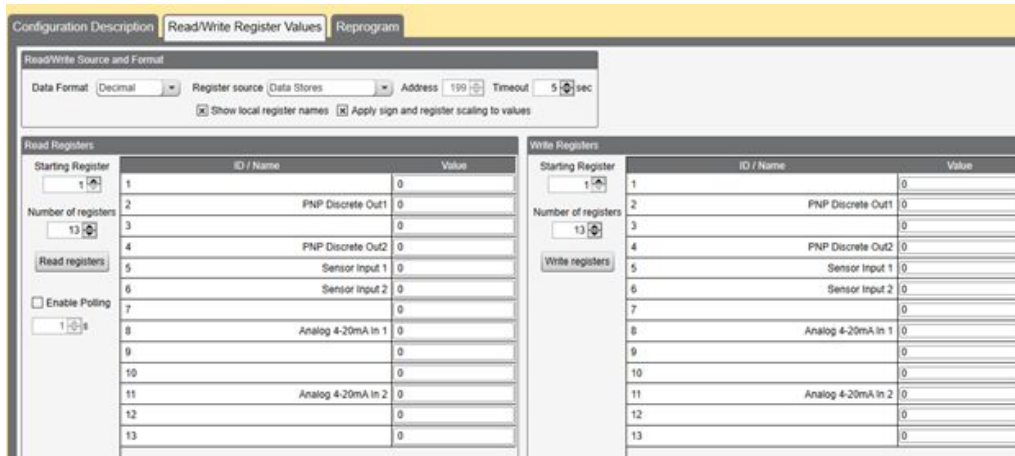 Configuration Description Read/Write Register Values Reprogram
Read/Write Source and Format
Data Format Decimal Register source Data Stores Address 199 Timeout 5 sec
Show local register names Apply sign and register scaling to values
Read Registers
Starting Register
1
Number of registers
13
Read registers
Enable Polling
1 s
ID / Name Value
1 0
2 PNP Discrete Out1 0
3 0
4 PNP Discrete Out2 0
5 Sensor Input 1 0
6 Sensor Input 2 0
7 0
8 Analog 4-20mA In 1 0
9 0
10 0
11 Analog 4-20mA In 2 0
12 0
13 0
Write Registers
Starting Register
1
Number of registers
13
Write registers
ID / Name Value
1 0
2 PNP Discrete Out1 0
3 0
4 PNP Discrete Out2 0
5 Sensor Input 1 0
6 Sensor Input 2 0
7 0
8 Analog 4-20mA In 1 0
9 0
10 0
11 Analog 4-20mA In 2 0
12 0
13 0